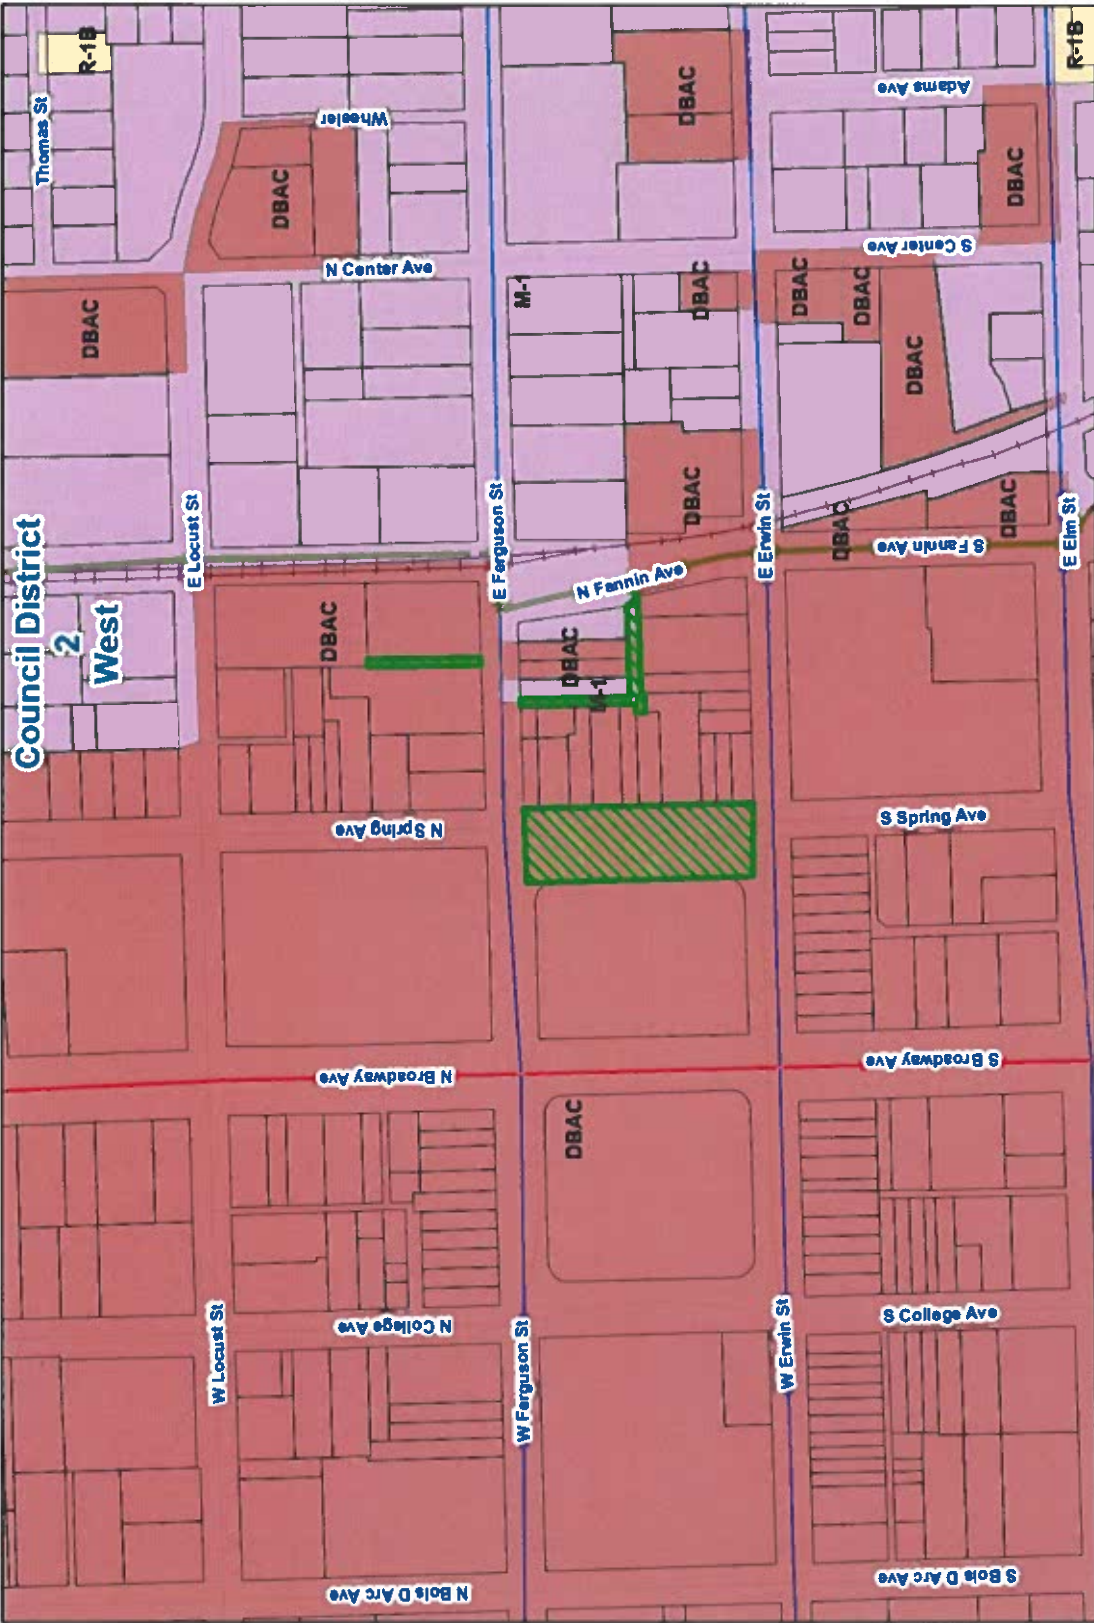 R-1B
Thomas St
Wheeler
DBAC
DBAC
Adams Ave
R-1B
DBAC
S Center Ave
N Center Ave
DBAC
M-1
DBAC
DBAC
DBAC
DBAC
Council District
2
West
E Locust St
E Ferguson St
DBAC
E Erwin St
DBAC
DBAC
S Fannin Ave
E Elm St
N Fannin Ave
DBAC
DBAC
M-1
N Spring Ave
S Spring Ave
N Broadway Ave
S Broadway Ave
DBAC
W Locust St
N College Ave
W Ferguson St
W Erwin St
S College Ave
N Bois D Arc Ave
S Bois D Arc Ave